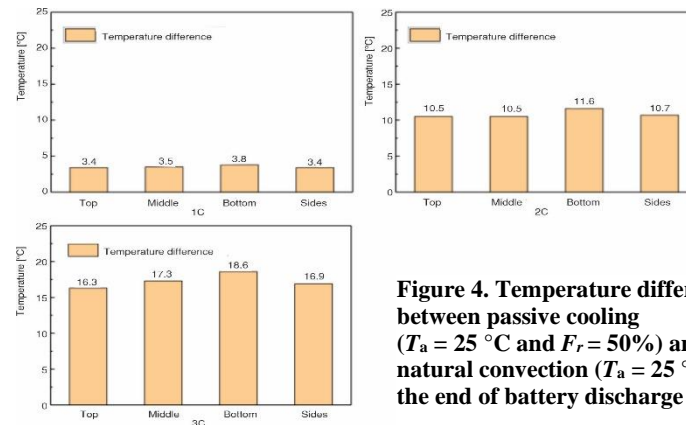 Temperature [°C]
25
20
15
10
5
0
Temperature difference
3.4 3.5 3.8 3.4
Top Middle Bottom Sides
1C
Temperature [°C]
25
20
15
10
5
0
Temperature difference
10.5 10.5 11.6 10.7
Top Middle Bottom Sides
2C
Temperature [°C]
25
20
15
10
5
0
Temperature difference
16.3 17.3 18.6 16.9
Top Middle Bottom Sides
3C
Figure 4. Temperature differe
between passive cooling
(Ta = 25 °C and Fr = 50%) an
natural convection (Ta = 25 °
the end of battery discharge